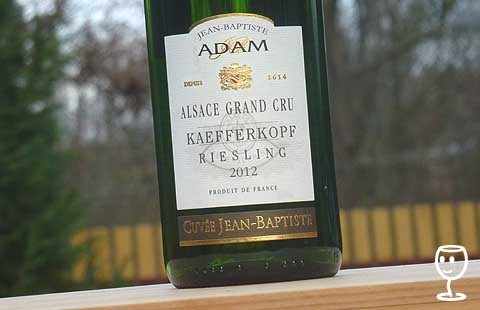 JEAN-BAPTISTE
ADAM
DEPUIS 1614
ALSACE GRAND CRU
KAEFFERKOPF
RIESLING
2012
PRODUIT DE FRANCE
CUVÉE JEAN-BAPTISTE